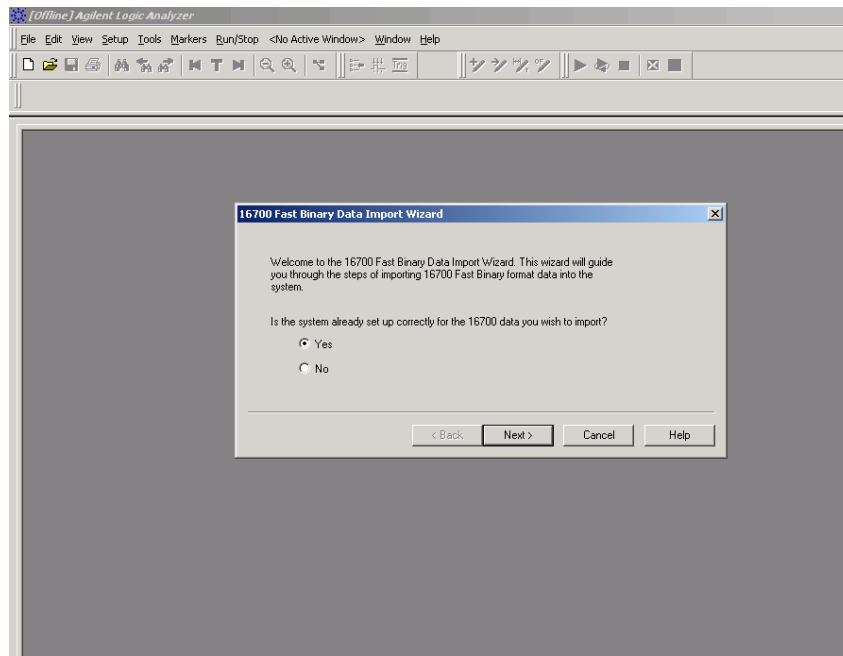 [Offline] Agilent Logic Analyzer
File Edit View Setup Tools Markers Run/Stop <No Active Window> Window Help
16700 Fast Binary Data Import Wizard
Welcome to the 16700 Fast Binary Data Import Wizard. This wizard will guide
you through the steps of importing 16700 Fast Binary format data into the
system.
Is the system already set up correctly for the 16700 data you wish to import?
Yes
No
< Back Next > Cancel Help